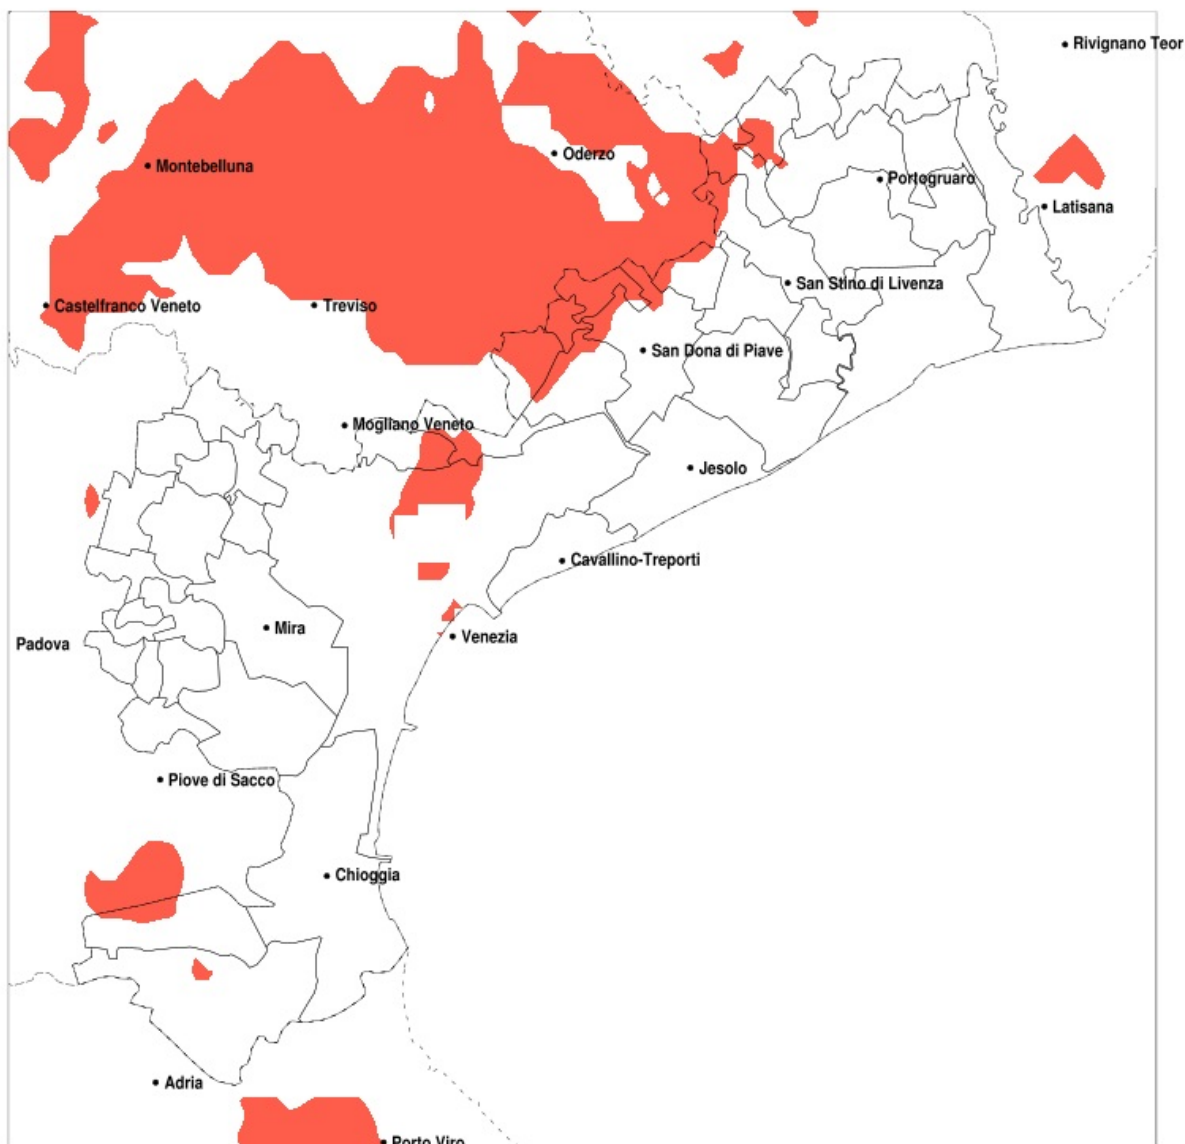 Rivignano Teor
Oderzo
Montebelluna
Portogruaro
Latisana
San Stino di Livenza
Castelfranco Veneto
Treviso
San Dona di Piave
Mogliano Veneto
Jesolo
Cavallino-Treporti
Mira
Venezia
Padova
Piove di Sacco
Chioggia
Adria
Porto Viro